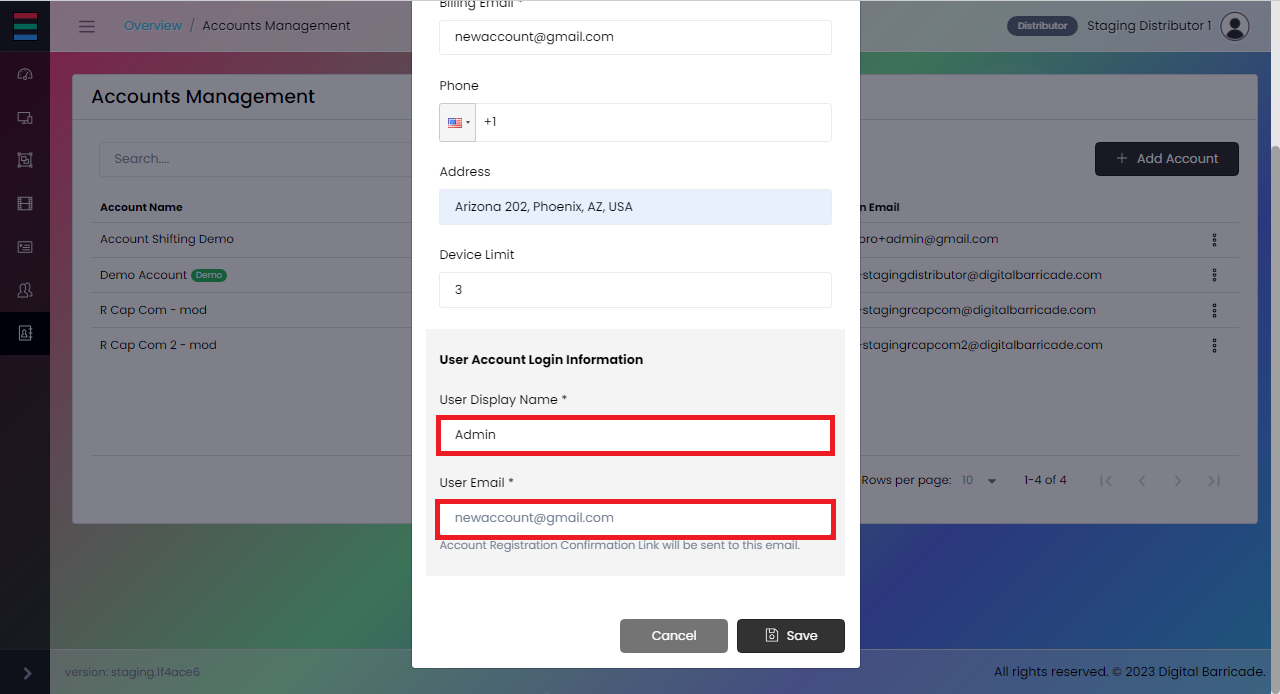 Overview / Accounts Management
Distributor Staging Distributor 1
Accounts Management
Search....
Add Account
Account Name
Email
Account Shifting Demo
pro+admin@gmail.com
Demo Account Demo
-stagingdistributor@digitalbarricade.com
R Cap Com - mod
-stagingrcapcom@digitalbarricade.com
R Cap Com 2 - mod
-stagingrcapcom2@digitalbarricade.com
Rows per page: 10 1-4 of 4
Billing Email *
newaccount@gmail.com
Phone
+1
Address
Arizona 202, Phoenix, AZ, USA
Device Limit
3
User Account Login Information
User Display Name *
Admin
User Email *
newaccount@gmail.com
Account Registration Confirmation Link will be sent to this email.
Cancel Save
version: staging.1f4ace6
All rights reserved. © 2023 Digital Barricade.